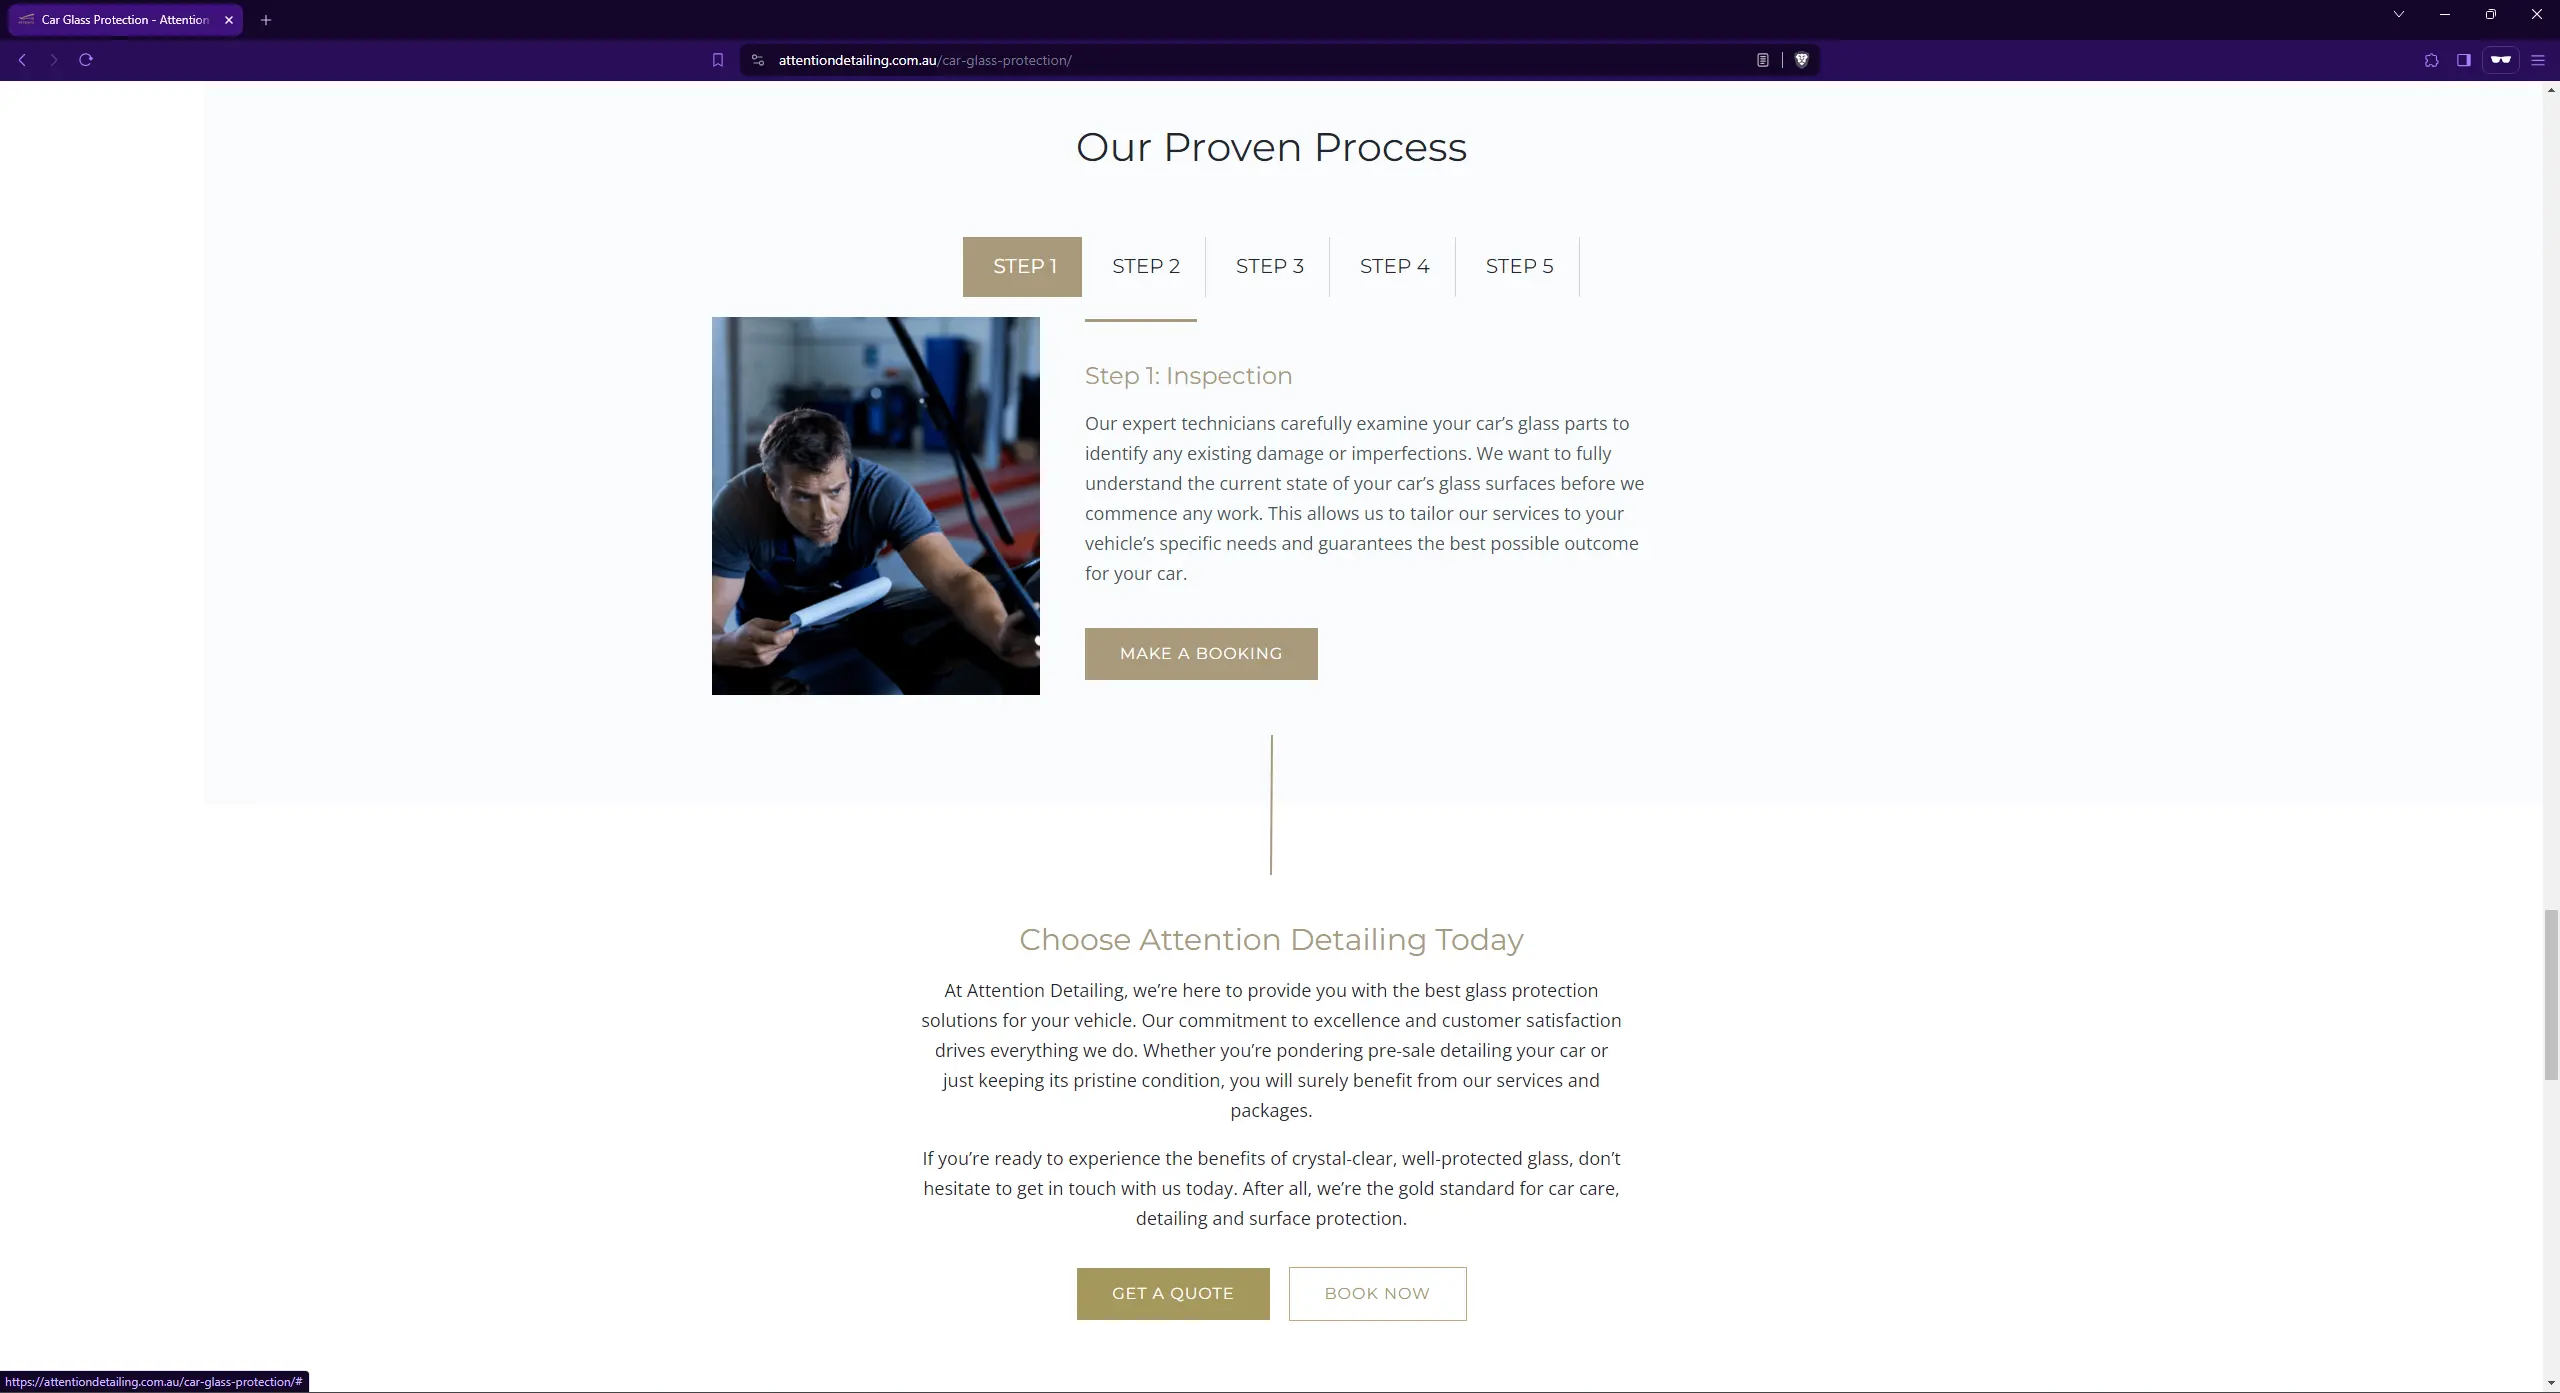 Car Glass Protection - Attention
attentiondetailing.com.au/car-glass-protection/
Our Proven Process
STEP 1
STEP 2
STEP 3
STEP 4
STEP 5
Step 1: Inspection
Our expert technicians carefully examine your car’s glass parts to
identify any existing damage or imperfections. We want to fully
understand the current state of your car’s glass surfaces before we
commence any work. This allows us to tailor our services to your
vehicle’s specific needs and guarantees the best possible outcome
for your car.
MAKE A BOOKING
Choose Attention Detailing Today
At Attention Detailing, we’re here to provide you with the best glass protection
solutions for your vehicle. Our commitment to excellence and customer satisfaction
drives everything we do. Whether you’re pondering pre-sale detailing your car or
just keeping its pristine condition, you will surely benefit from our services and
packages.
If you’re ready to experience the benefits of crystal-clear, well-protected glass, don’t
hesitate to get in touch with us today. After all, we’re the gold standard for car care,
detailing and surface protection.
GET A QUOTE
BOOK NOW
https://attentiondetailing.com.au/car-glass-protection/#